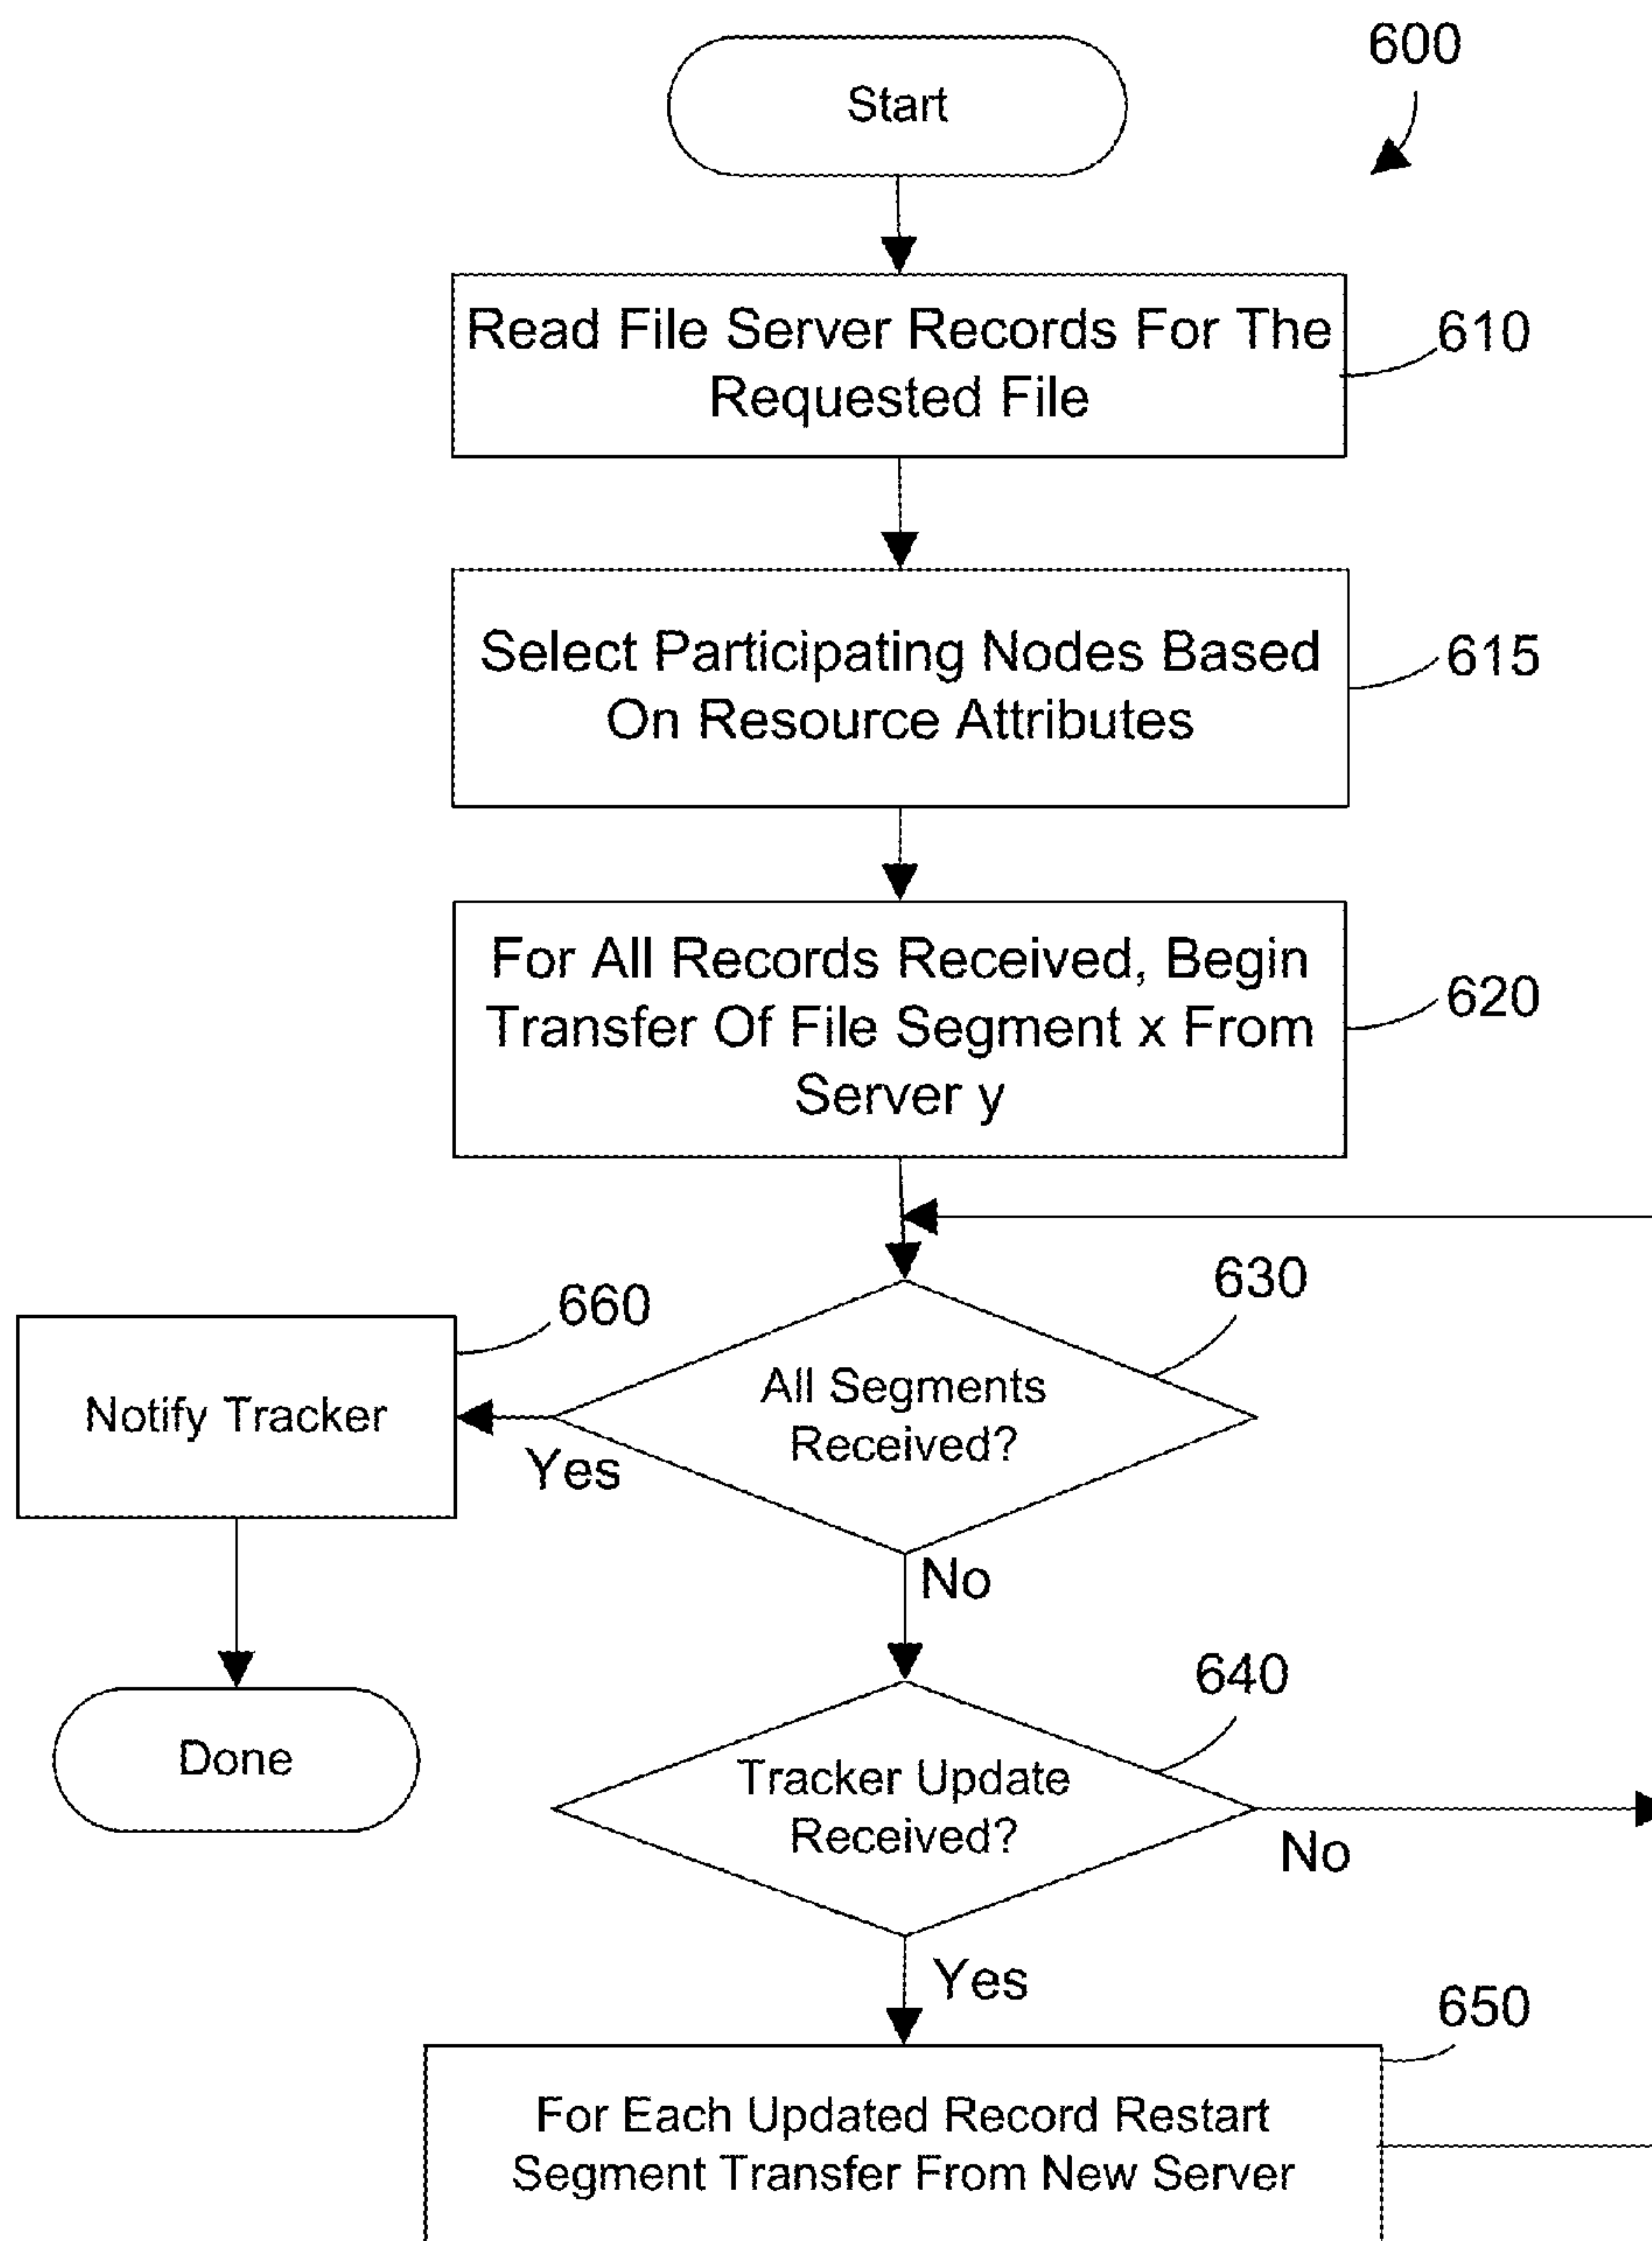 600
Start
Read File Server Records For The
Requested File
610
Select Participating Nodes Based
On Resource Attributes
615
For All Records Received, Begin
Transfer Of File Segment x From
Server y
620
630
660
All Segments
Received?
Notify Tracker
Yes
No
640
Done
Tracker Update
Received?
No
Yes
650
For Each Updated Record Restart
Segment Transfer From New Server